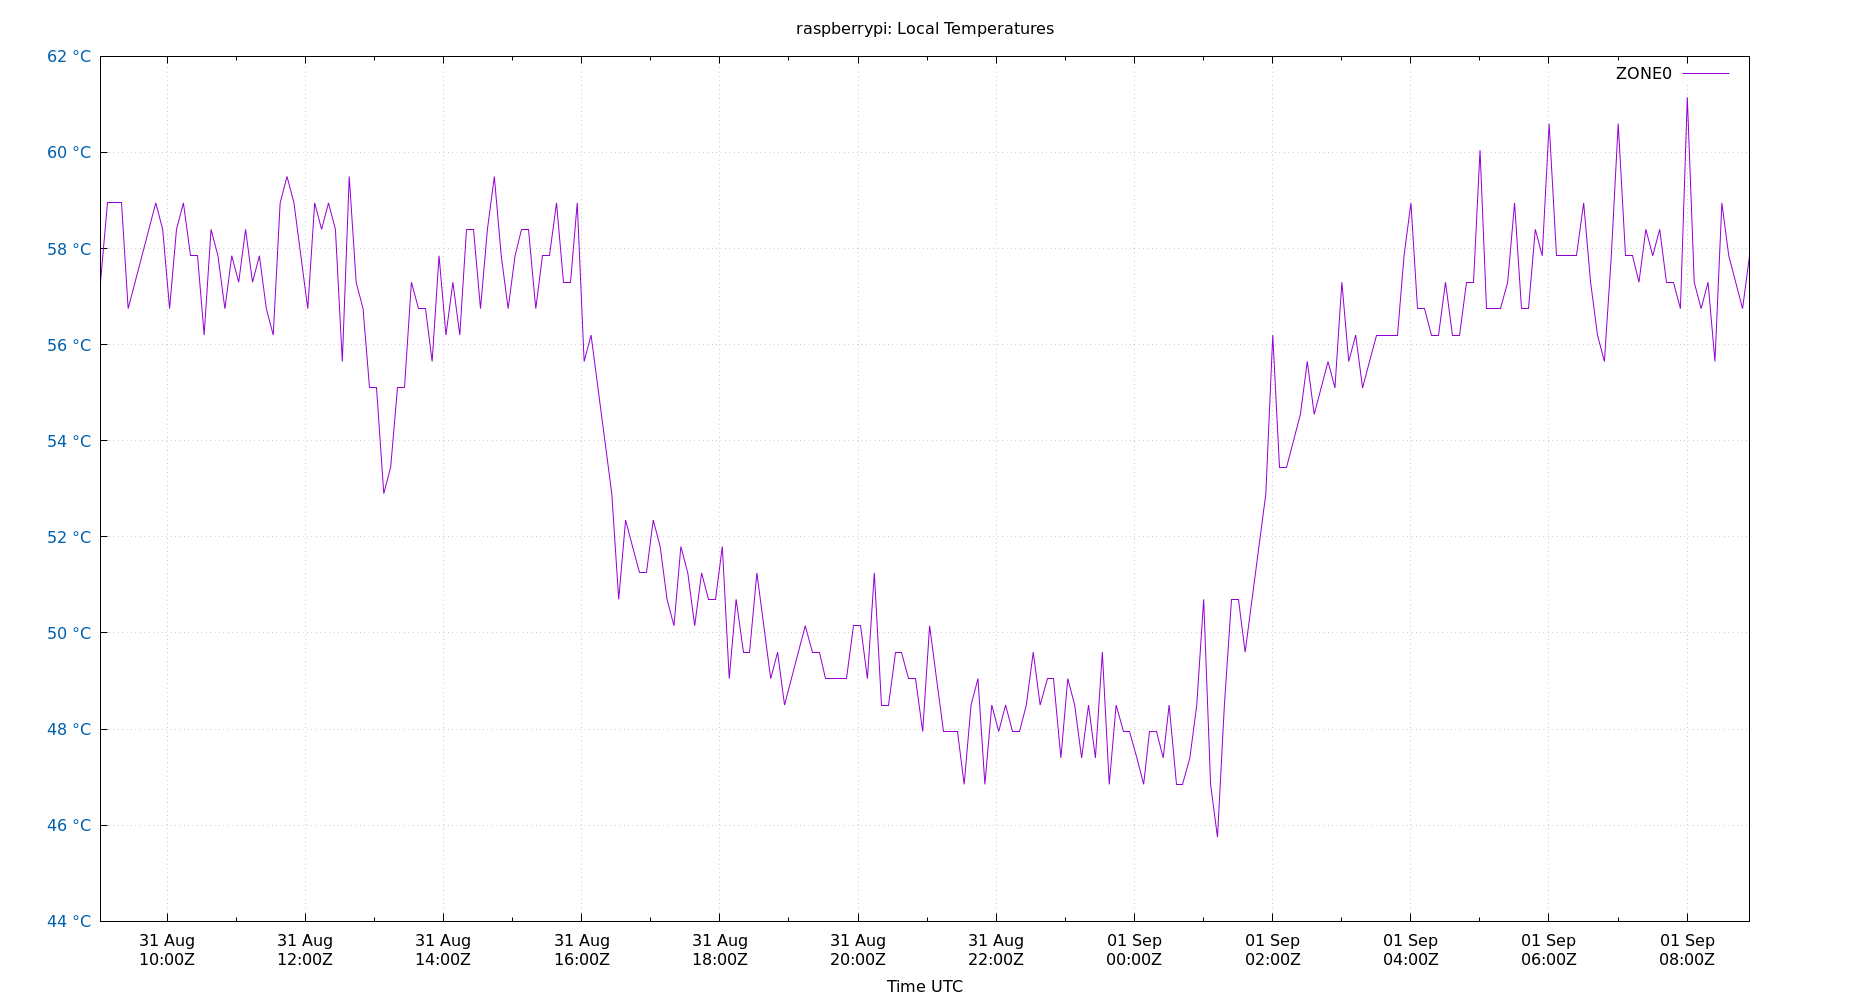 raspberrypi: Local Temperatures
ZONE0
62 °C
60 °C
58 °C
56 °C
54 °C
52 °C
50 °C
48 °C
46 °C
44 °C
31 Aug 31 Aug 31 Aug 31 Aug 31 Aug 31 Aug 31 Aug 01 Sep 01 Sep 01 Sep 01 Sep 01 Sep
10:00Z 12:00Z 14:00Z 16:00Z 18:00Z 20:00Z 22:00Z 00:00Z 02:00Z 04:00Z 06:00Z 08:00Z
Time UTC